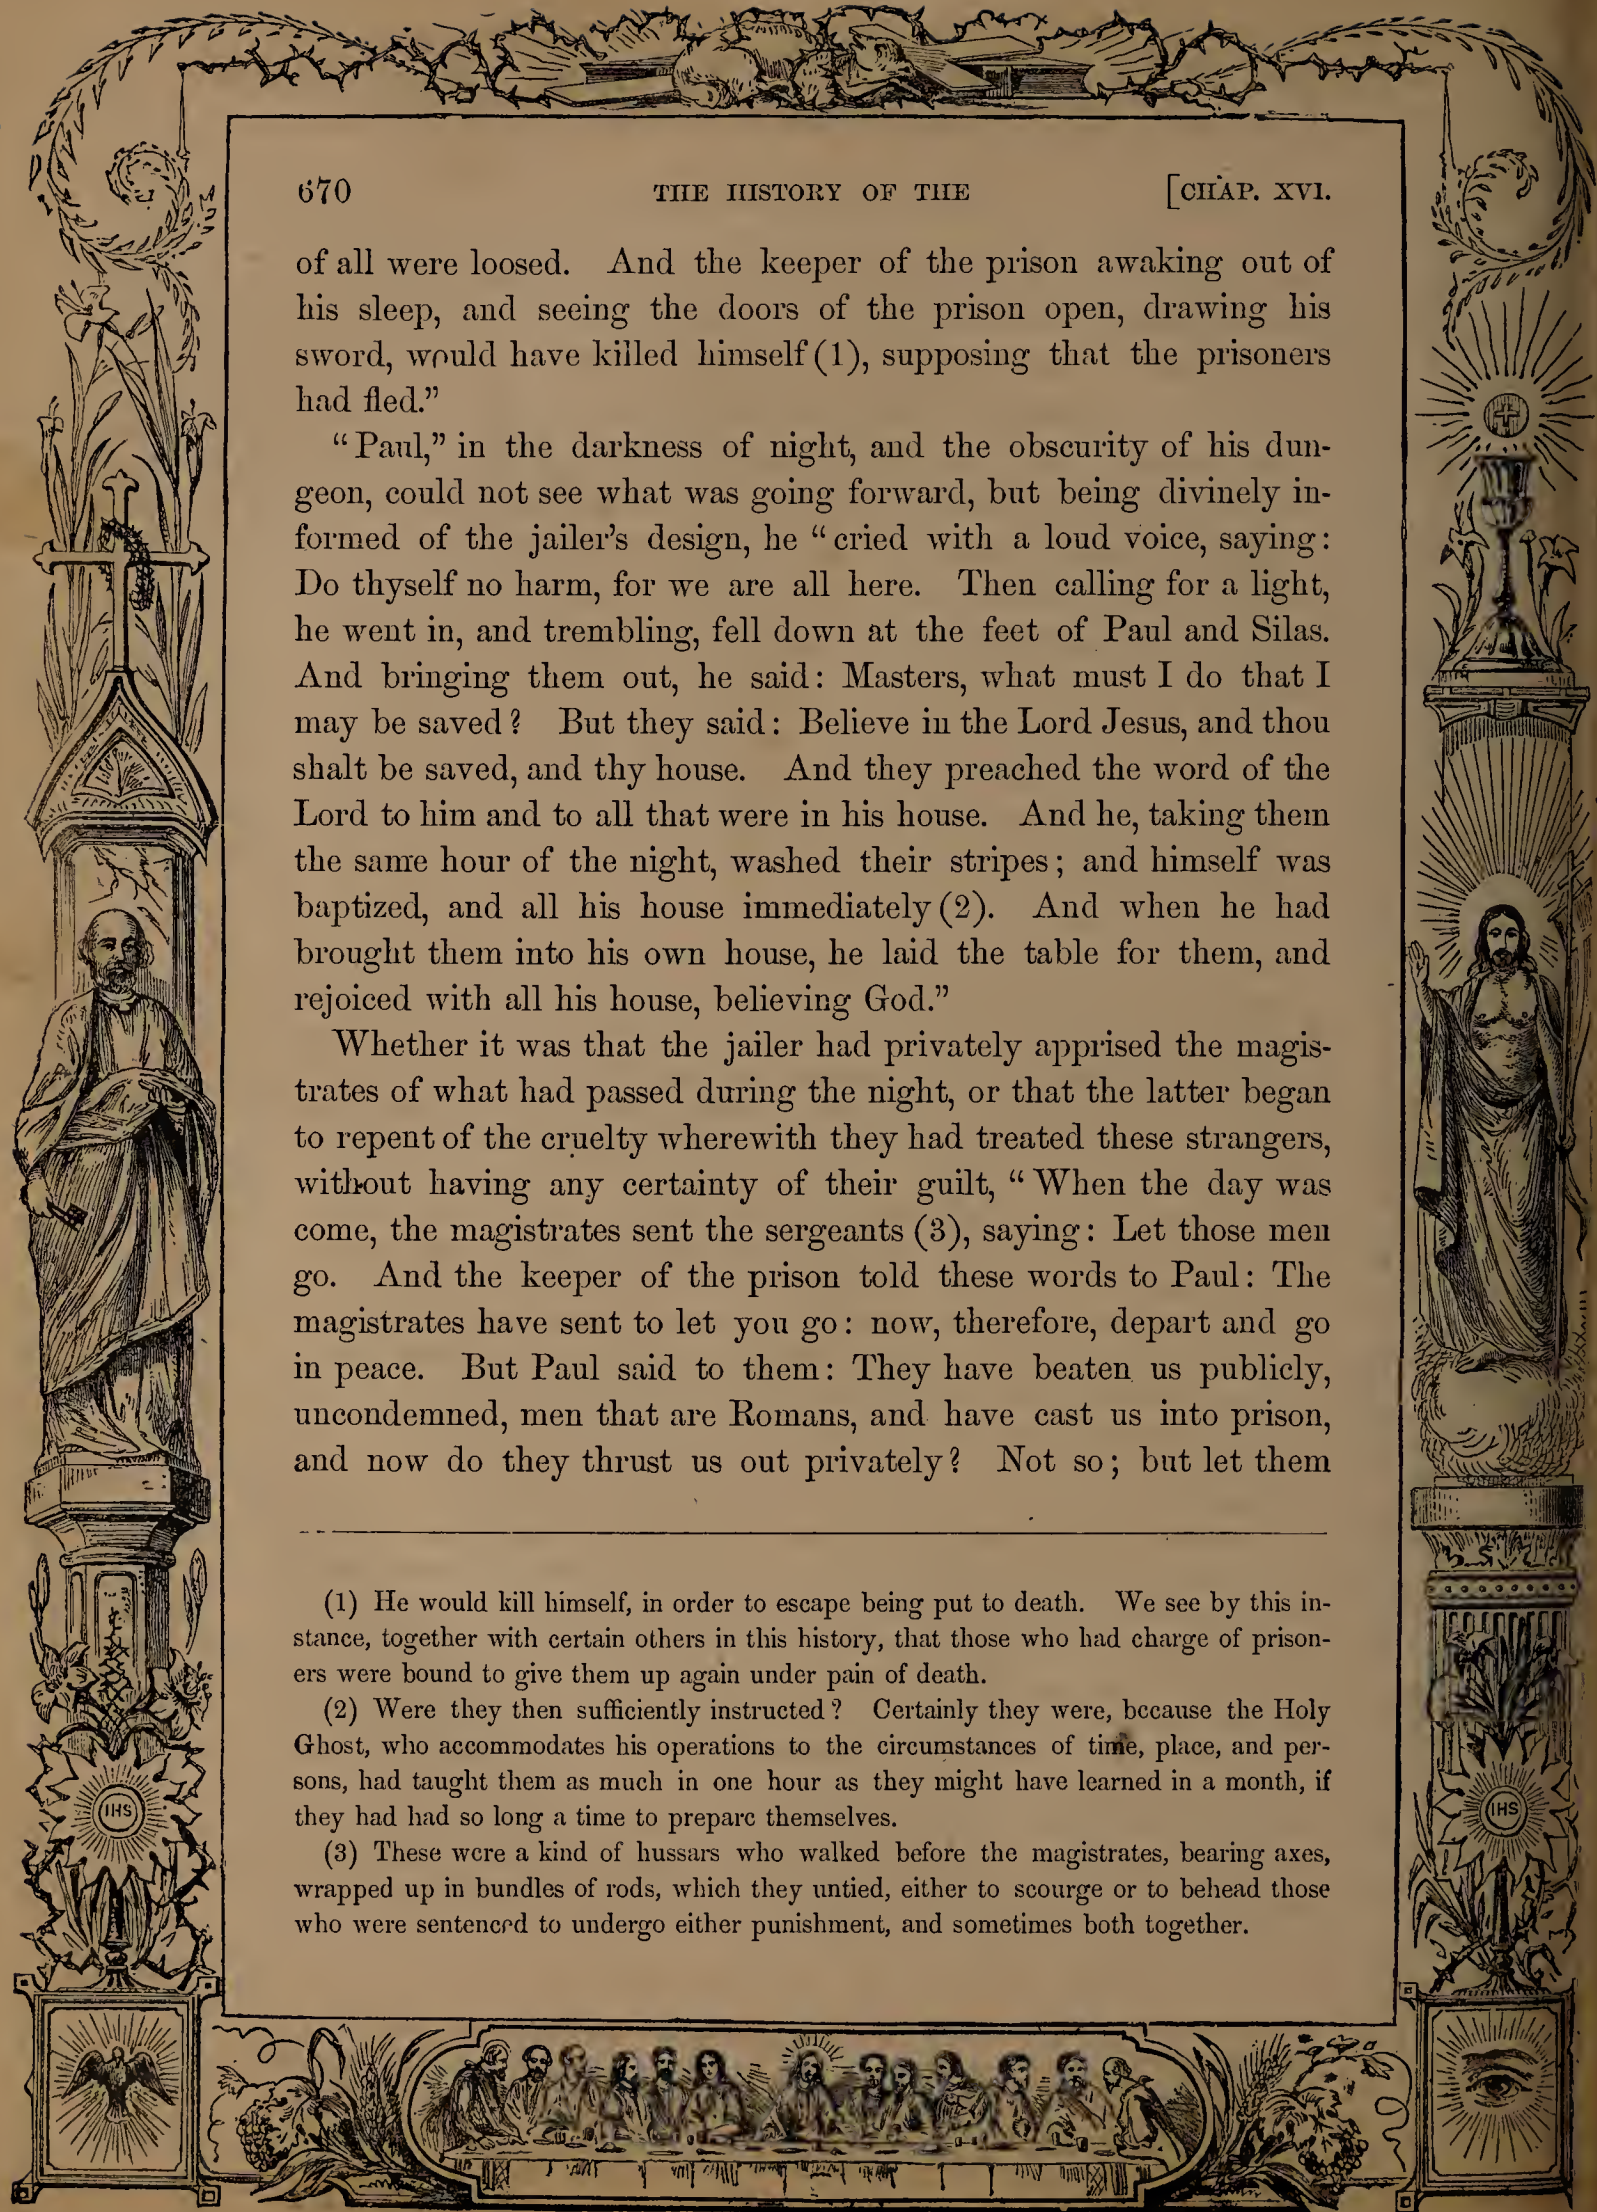 670 THE HISTORY OF THE [CHAP. XVI.
of all were loosed. And the keeper of the prison awaking out of
his sleep, and seeing the doors of the prison open, drawing his
sword, would have killed himself (1), supposing that the prisoners
had fled.”
“Paul,” in the darkness of night, and the obscurity of his dun-
geon, could not see what was going forward, but being divinely in-
formed of the jailer’s design, he “cried with a loud voice, saying:
Do thyself no harm, for we are all here. Then calling for a light,
he went in, and trembling, fell down at the feet of Paul and Silas.
And bringing them out, he said: Masters, what must I do that I
may be saved? But they said: Believe in the Lord Jesus, and thou
shalt be saved, and thy house. And they preached the word of the
Lord to him and to all that were in his house. And he, taking them
the same hour of the night, washed their stripes; and himself was
baptized, and all his house immediately (2). And when he had
brought them into his own house, he laid the table for them, and
rejoiced with all his house, believing God.”
Whether it was that the jailer had privately apprised the magis-
trates of what had passed during the night, or that the latter began
to repent of the cruelty wherewith they had treated these strangers,
without having any certainty of their guilt, “When the day was
come, the magistrates sent the sergeants (3), saying: Let those men
go. And the keeper of the prison told these words to Paul: The
magistrates have sent to let you go: now, therefore, depart and go
in peace. But Paul said to them: They have beaten us publicly,
uncondemned, men that are Romans, and have cast us into prison,
and now do they thrust us out privately? Not so; but let them
(1) He would kill himself, in order to escape being put to death. We see by this in-
stance, together with certain others in this history, that those who had charge of prison-
ers were bound to give them up again under pain of death.
(2) Were they then sufficiently instructed? Certainly they were, because the Holy
Ghost, who accommodates his operations to the circumstances of time, place, and per-
sons, had taught them as much in one hour as they might have learned in a month, if
they had had so long a time to prepare themselves.
(3) These were a kind of hussars who walked before the magistrates, bearing axes,
wrapped up in bundles of rods, which they untied, either to scourge or to behead those
who were sentenced to undergo either punishment, and sometimes both together.
IHS
IHS